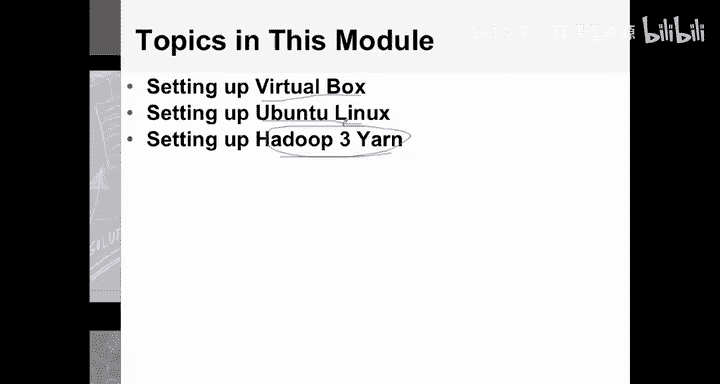 Topics in This Module
bilibili
• Setting up Virtual Box
• Setting up Ubuntu Linux
• Setting up Hadoop 3 Yarn